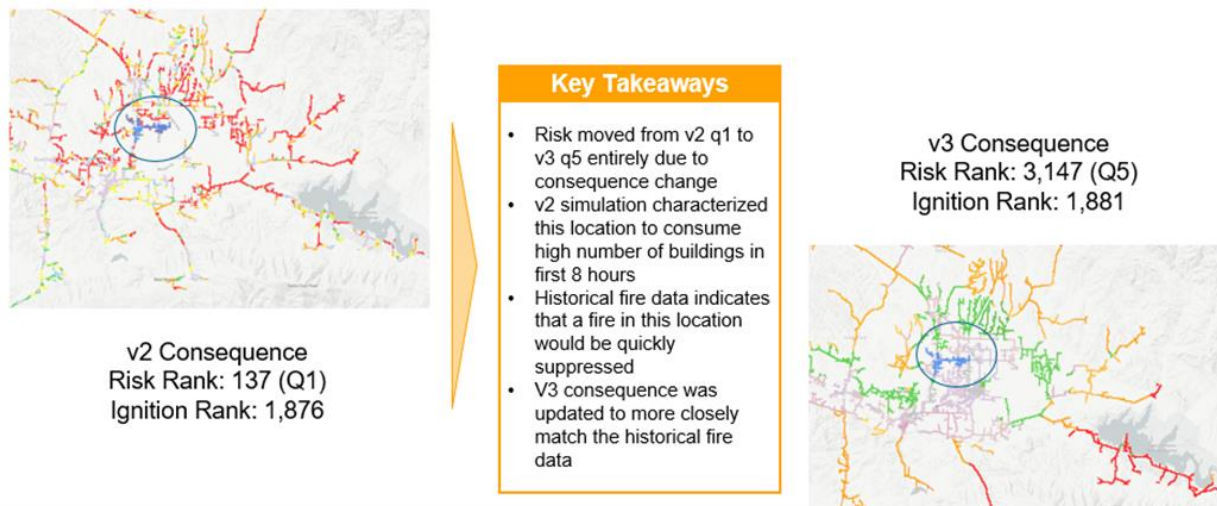 v2 Consequence
Risk Rank: 137 (Q1)
Ignition Rank: 1,876
Key Takeaways
• Risk moved from v2 q1 to
v3 q5 entirely due to
consequence change
• v2 simulation characterized
this location to consume
high number of buildings in
first 8 hours
• Historical fire data indicates
that a fire in this location
would be quickly
suppressed
• V3 consequence was
updated to more closely
match the historical fire
data
v3 Consequence
Risk Rank: 3,147 (Q5)
Ignition Rank: 1,881